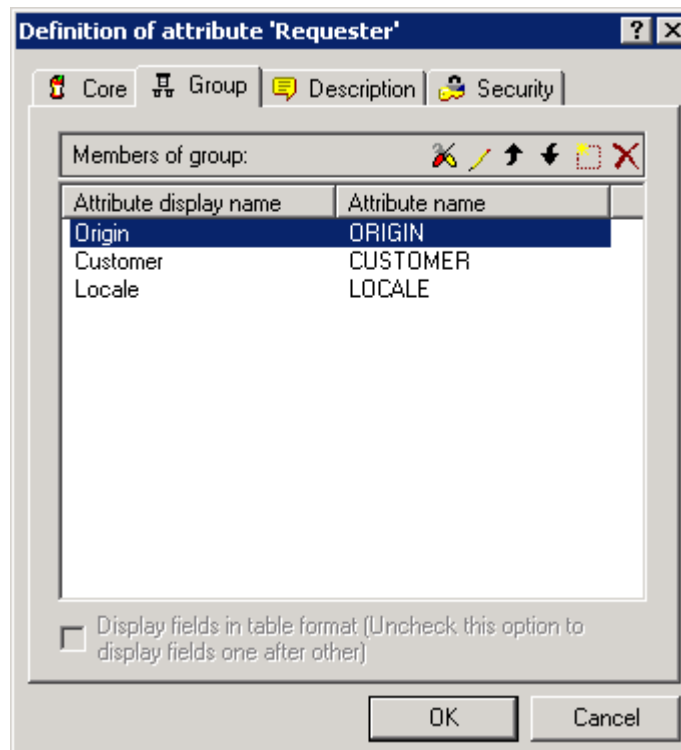 Definition of attribute 'Requester'
Core Group Description Security
Members of group:
Attribute display name Attribute name
Origin ORIGIN
Customer CUSTOMER
Locale LOCALE
Display fields in table format (Uncheck this option to
display fields one after other)
OK Cancel